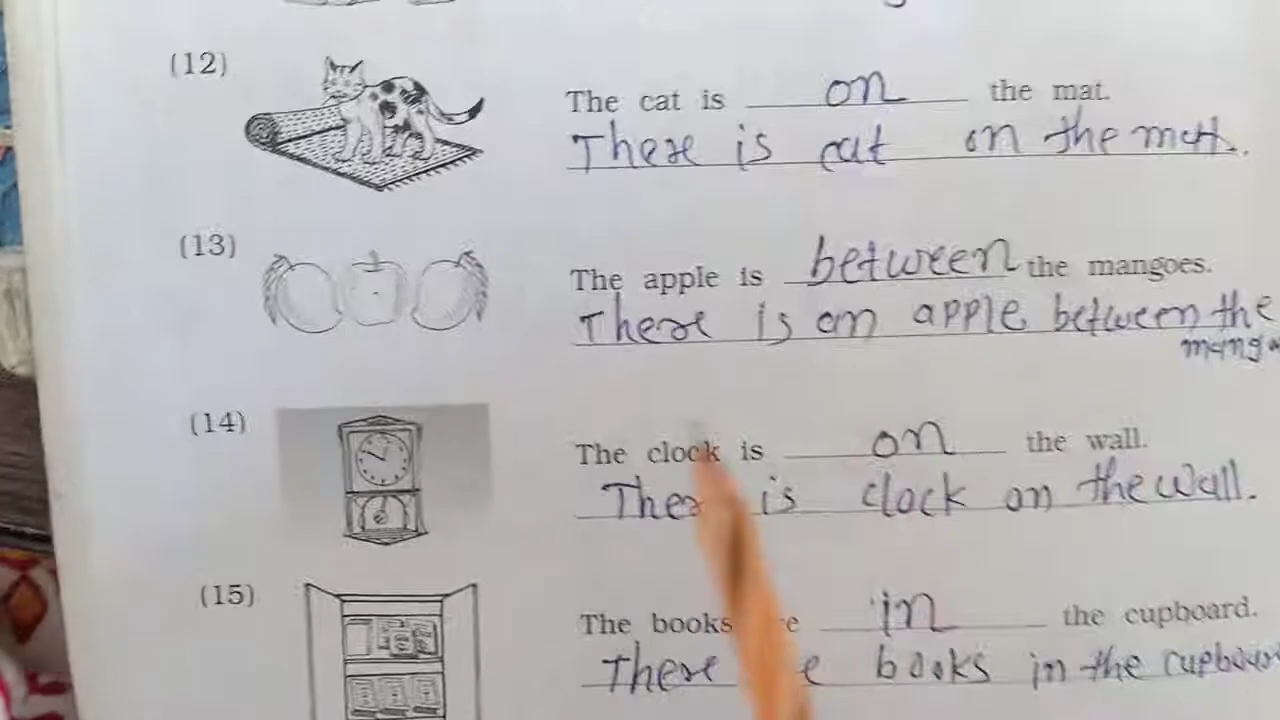 (12)
The cat is on the mat.
There is cat on the matt.
(13)
The apple is between the mangoes.
There is an apple between the
(14)
The clock is on the wall.
There is clock on the wall.
(15)
The books in the cupboard.
There books in the